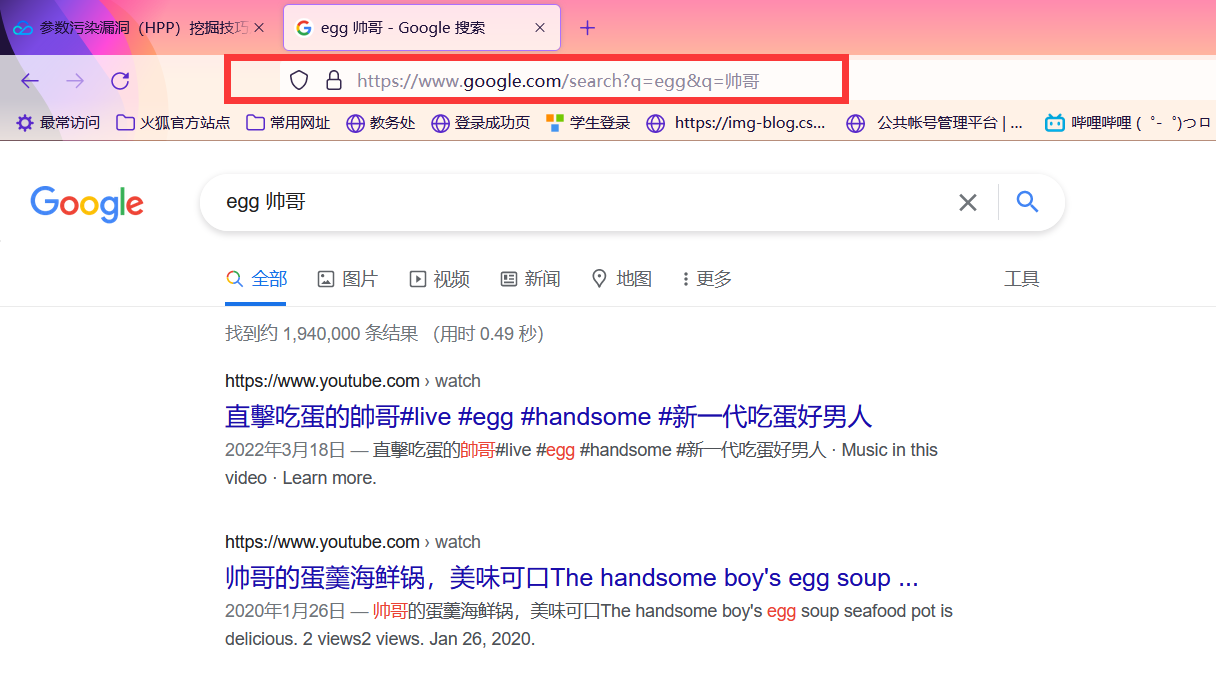 参数污染漏洞（HPP）挖掘技巧
egg 帅哥 - Google 搜索
https://www.google.com/search?q=egg&q=帅哥
最常访问 火狐官方站点 常用网址 教务处 登录成功页 学生登录 https://img-blog.cs... 公共帐号管理平台 | ... 哔哩哔哩 ( ゜- ゜)つロ
Google
egg 帅哥
全部 图片 视频 新闻 地图 更多 工具
找到约 1,940,000 条结果 （用时 0.49 秒）
https://www.youtube.com › watch
直擊吃蛋的帥哥#live #egg #handsome #新一代吃蛋好男人
2022年3月18日 — 直擊吃蛋的帥哥#live #egg #handsome #新一代吃蛋好男人 · Music in this
video · Learn more.
https://www.youtube.com › watch
帅哥的蛋羹海鲜锅，美味可口The handsome boy's egg soup ...
2020年1月26日 — 帅哥的蛋羹海鲜锅，美味可口The handsome boy's egg soup seafood pot is
delicious. 2 views2 views. Jan 26, 2020.